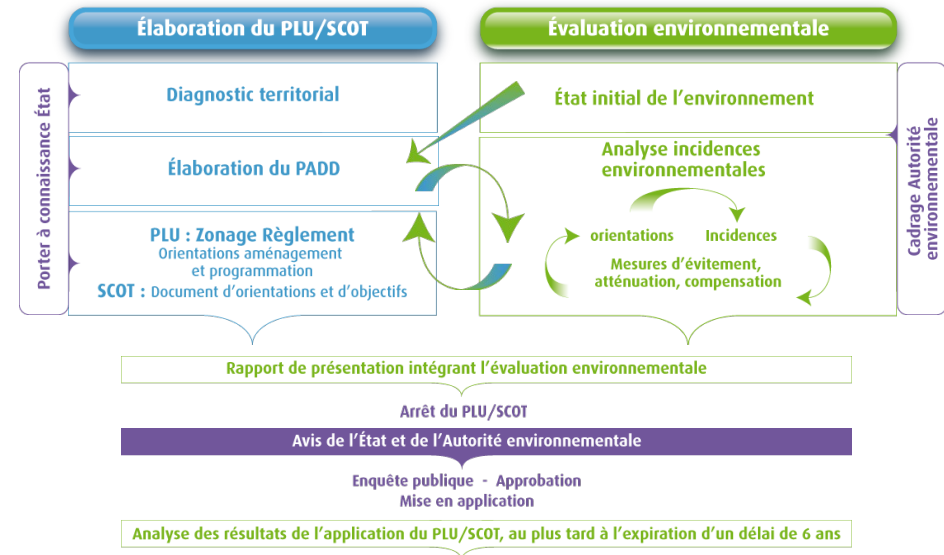 Élaboration du PLU/SCOT
Évaluation environnementale
Porter à connaissance État
Diagnostic territorial
Élaboration du PADD
PLU : Zonage Règlement
Orientations aménagement
et programmation
SCOT : Document d'orientations et d'objectifs
État initial de l'environnement
Analyse incidences
environnementales
orientations
Incidences
Mesures d'évitement,
atténuation, compensation
Cadrage Autorité
environnementale
Rapport de présentation intégrant l'évaluation environnementale
Arrêt du PLU/SCOT
Avis de l'État et de l'Autorité environnementale
Enquête publique - Approbation
Mise en application
Analyse des résultats de l'application du PLU/SCOT, au plus tard à l'expiration d'un délai de 6 ans